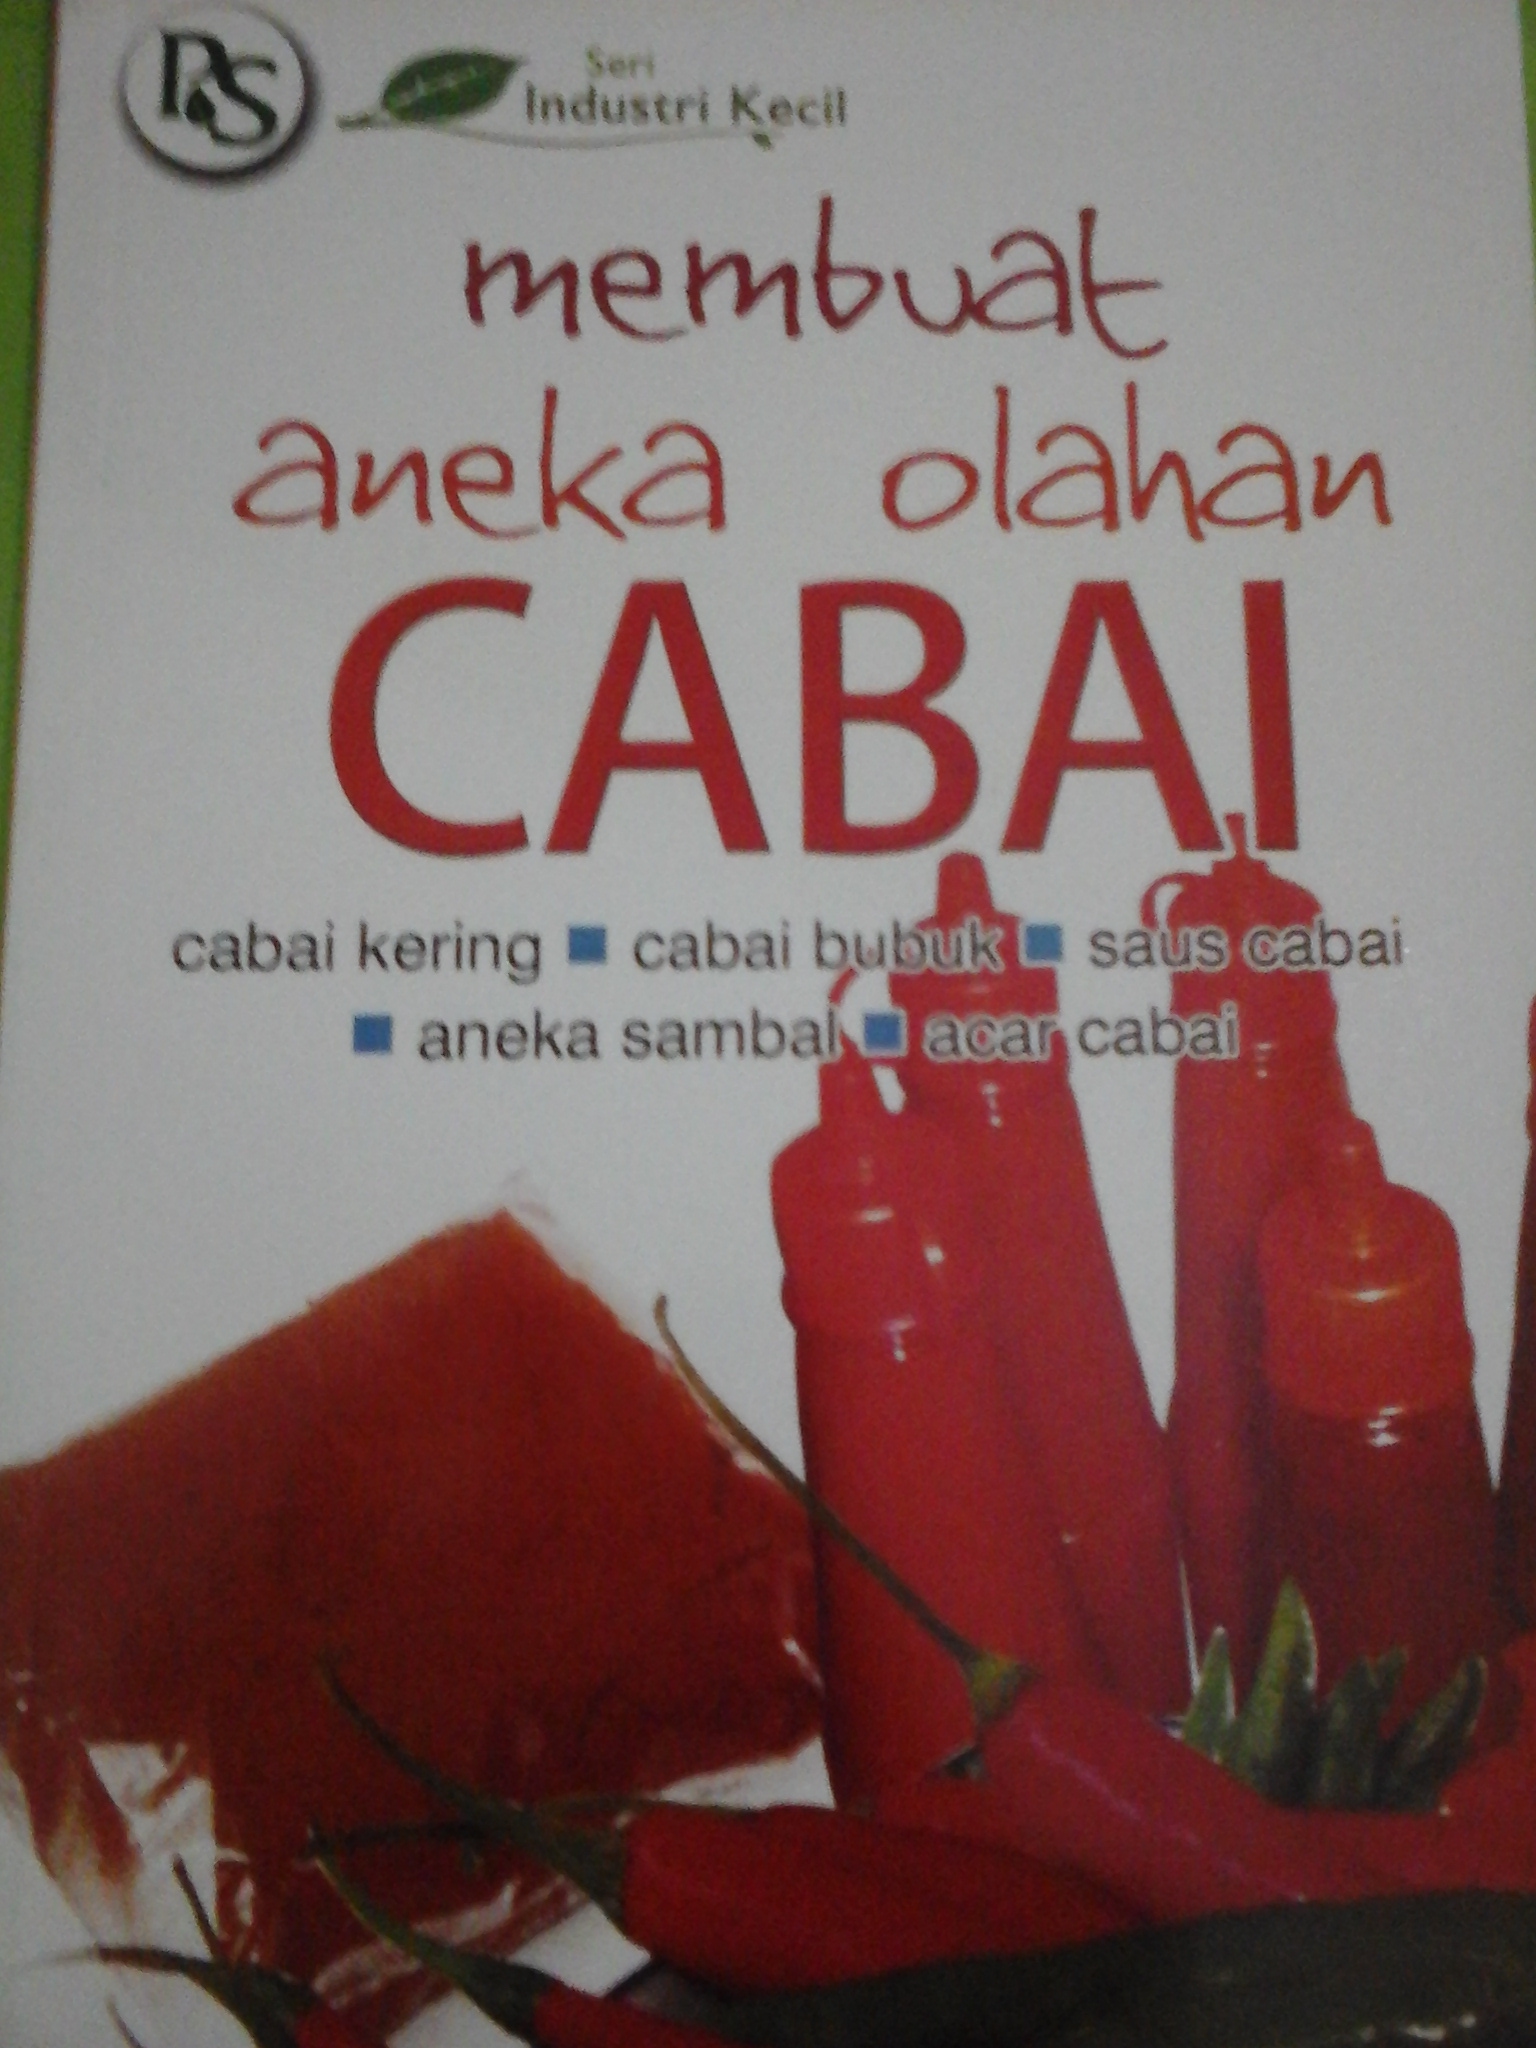 PS
Seri
Industri Kecil
membuat
aneka olahan
CABAI
cabai kering ■ cabai bubuk ■ saus cabai
■ aneka sambal ■ acar cabai